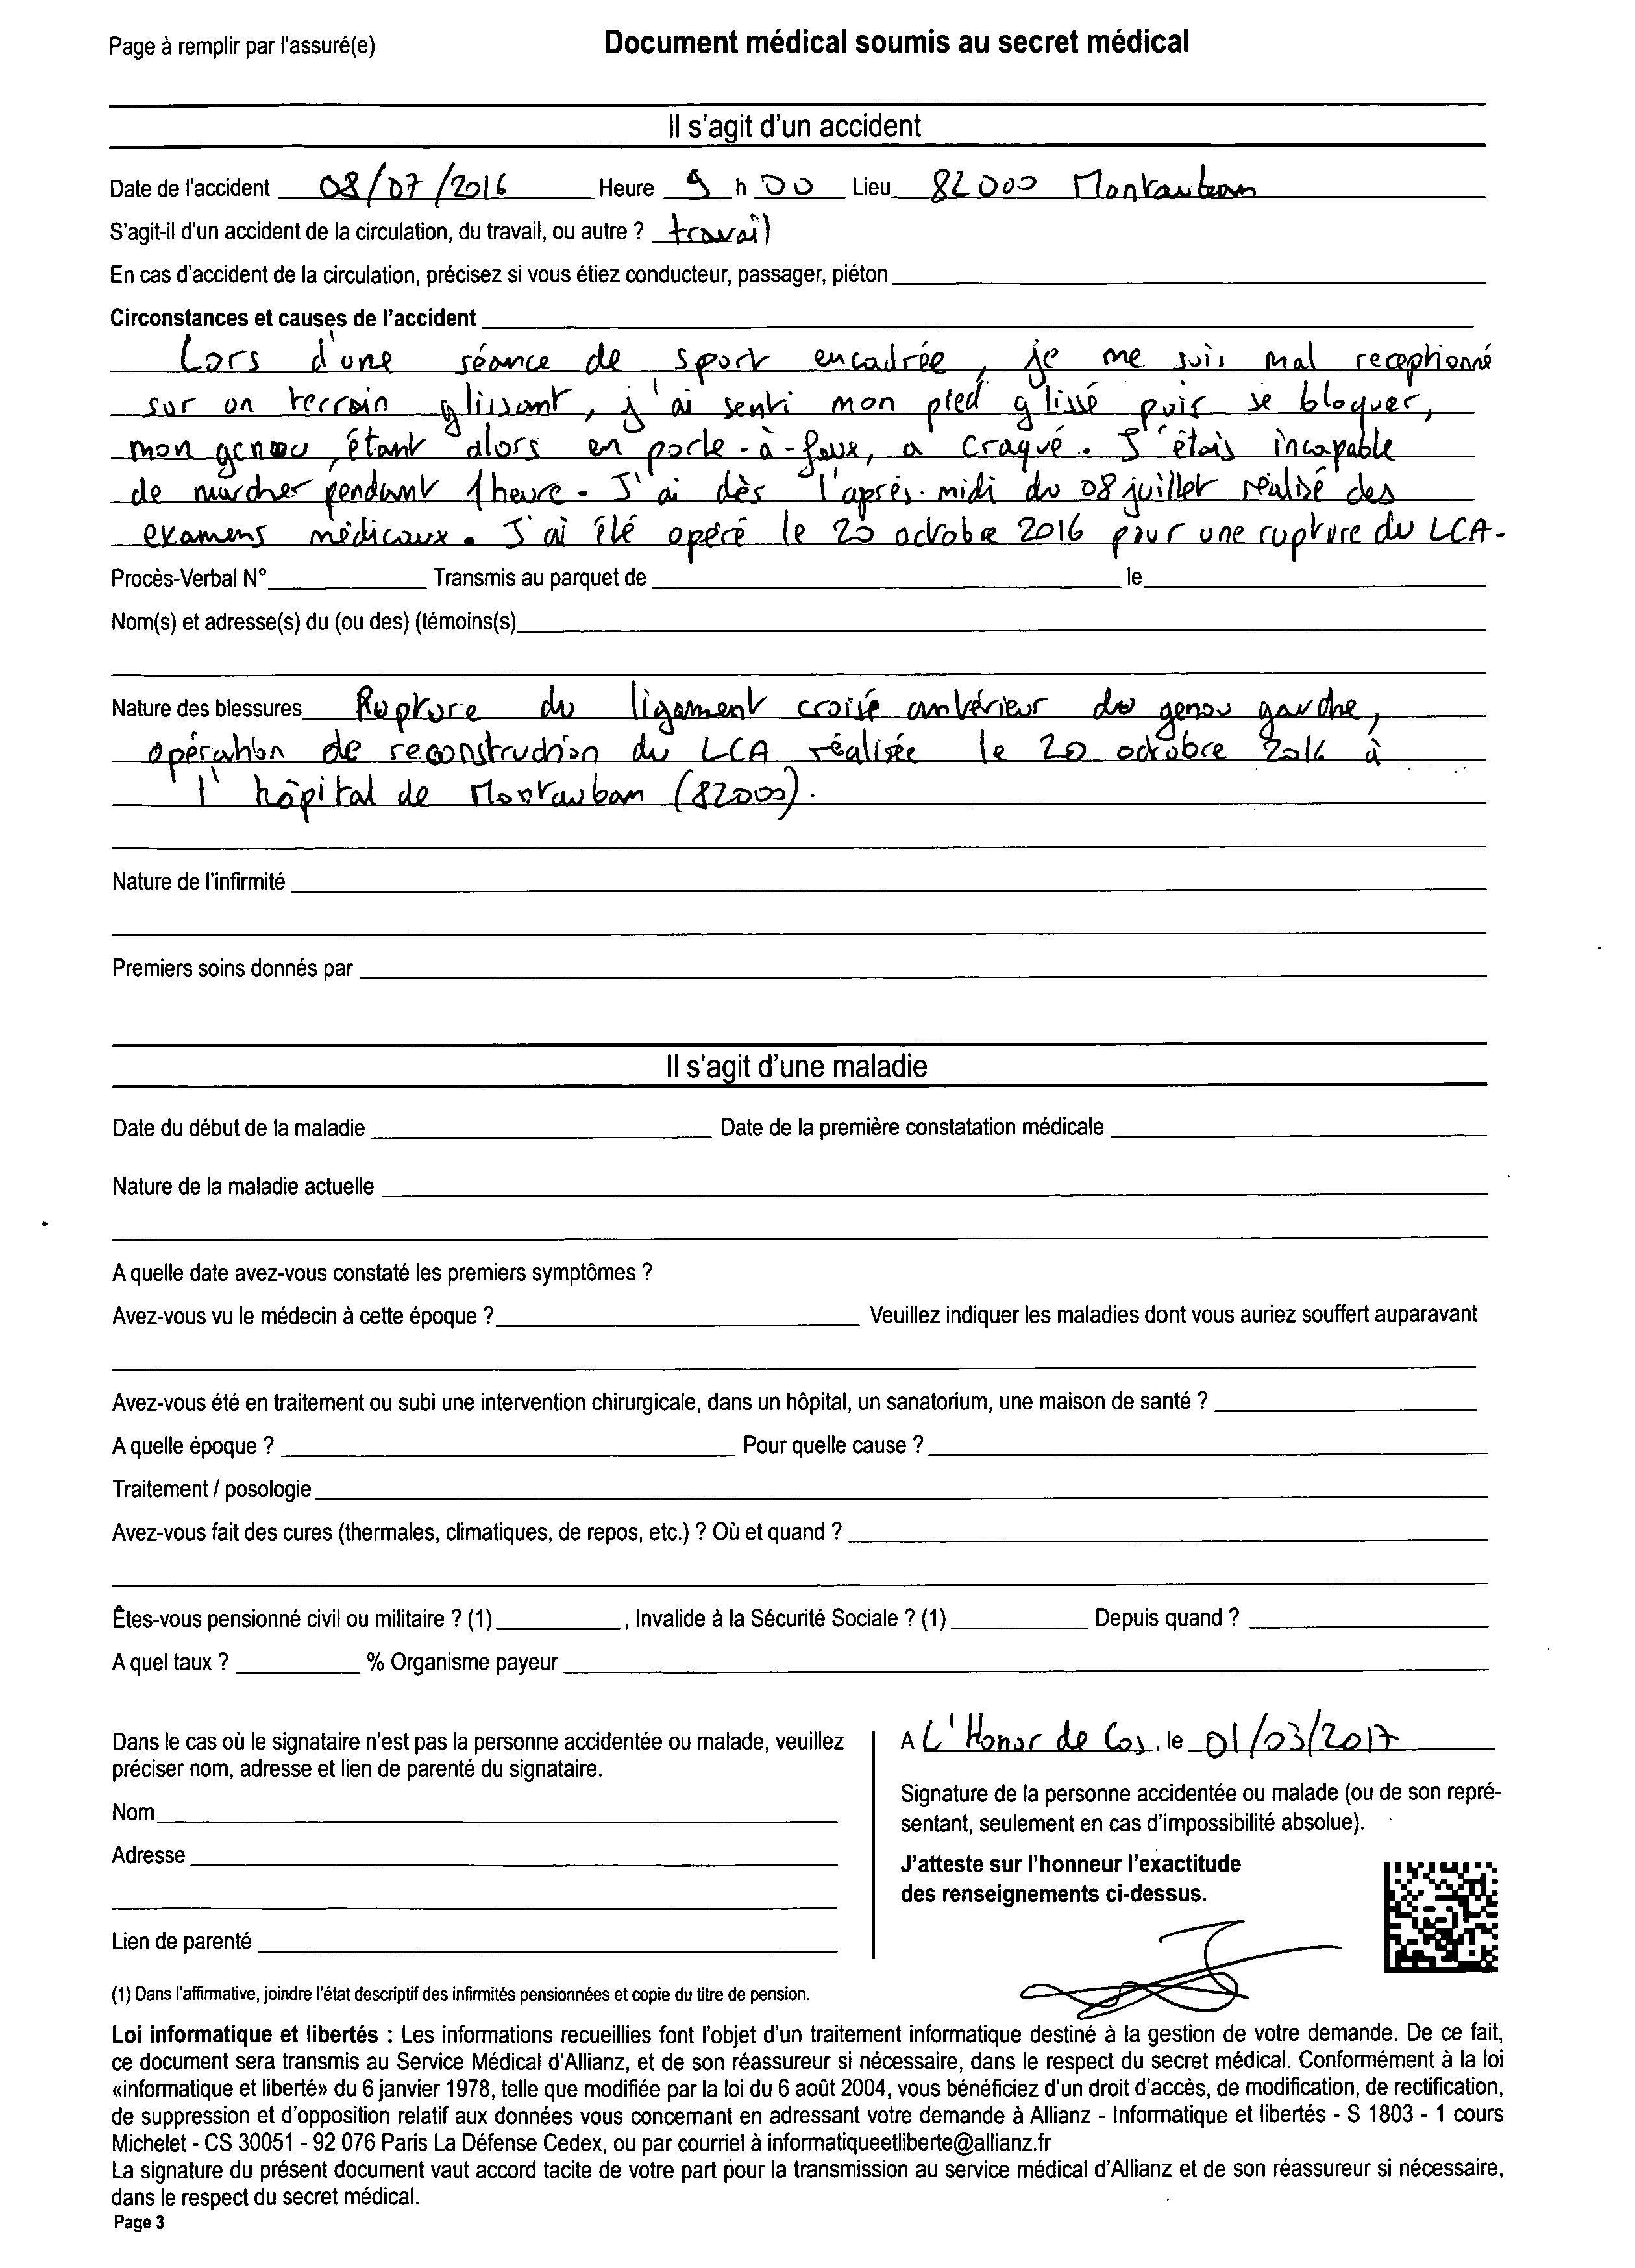 Page à remplir par l'assuré(e)
Document médical soumis au secret médical
Il s'agit d'un accident
Date de l'accident 08/07/2016 Heure 9 h 00 Lieu 82000 Montauban
S'agit-il d'un accident de la circulation, du travail, ou autre ? travail
En cas d'accident de la circulation, précisez si vous étiez conducteur, passager, piéton
Circonstances et causes de l'accident
Lors d'une séance de sport encadrée, je me suis mal receptionné
sur un terrain glissant, j'ai senti mon pied glissé puis se bloquer,
mon genou, étant alors en porte-à-faux, a craqué. J'étais incapable
de marcher pendant 1 heure. J'ai dès l'après-midi du 08 juillet réalisé des
examens médicaux. J'ai été opéré le 20 octobre 2016 pour une rupture du LCA.
Procès-Verbal N° Transmis au parquet de le
Nom(s) et adresse(s) du (ou des) (témoins(s)
Nature des blessures Rupture du ligament croisé antérieur du genou gauche,
opération de reconstruction du LCA réalisée le 20 octobre 2016 à
l'hôpital de Montauban (82000).
Nature de l'infirmité
Premiers soins donnés par
Il s'agit d'une maladie
Date du début de la maladie Date de la première constatation médicale
Nature de la maladie actuelle
A quelle date avez-vous constaté les premiers symptômes ?
Avez-vous vu le médecin à cette époque ? Veuillez indiquer les maladies dont vous auriez souffert auparavant
Avez-vous été en traitement ou subi une intervention chirurgicale, dans un hôpital, un sanatorium, une maison de santé ?
A quelle époque ? Pour quelle cause ?
Traitement / posologie
Avez-vous fait des cures (thermales, climatiques, de repos, etc.) ? Où et quand ?
Êtes-vous pensionné civil ou militaire ? (1) , Invalide à la Sécurité Sociale ? (1) Depuis quand ?
A quel taux ? % Organisme payeur
Dans le cas où le signataire n'est pas la personne accidentée ou malade, veuillez
préciser nom, adresse et lien de parenté du signataire.
Nom
Adresse
Lien de parenté
A L'Honor de Cos, le 01/03/2017
Signature de la personne accidentée ou malade (ou de son repré-
sentant, seulement en cas d'impossibilité absolue).
J'atteste sur l'honneur l'exactitude
des renseignements ci-dessus.
(1) Dans l'affirmative, joindre l'état descriptif des infirmités pensionnées et copie du titre de pension.
Loi informatique et libertés : Les informations recueillies font l'objet d'un traitement informatique destiné à la gestion de votre demande. De ce fait,
ce document sera transmis au Service Médical d'Allianz, et de son réassureur si nécessaire, dans le respect du secret médical. Conformément à la loi
«informatique et liberté» du 6 janvier 1978, telle que modifiée par la loi du 6 août 2004, vous bénéficiez d'un droit d'accès, de modification, de rectification,
de suppression et d'opposition relatif aux données vous concernant en adressant votre demande à Allianz - Informatique et libertés - S 1803 - 1 cours
Michelet - CS 30051 - 92 076 Paris La Défense Cedex, ou par courriel à informatiqueetliberte@allianz.fr
La signature du présent document vaut accord tacite de votre part pour la transmission au service médical d'Allianz et de son réassureur si nécessaire,
dans le respect du secret médical.
Page 3